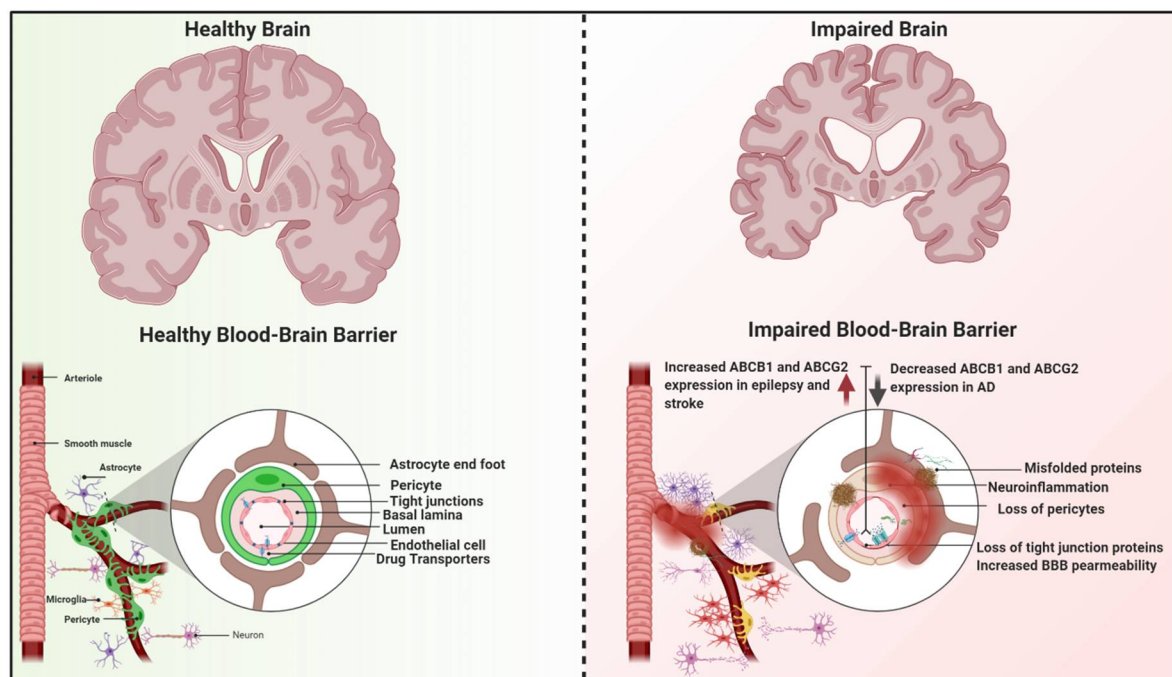 Healthy Brain
Impaired Brain
Healthy Blood-Brain Barrier
Arteriole
Smooth muscle
Astrocyte
Microglia
Pericyte
Neuron
Astrocyte end foot
Pericyte
Tight junctions
Basal lamina
Lumen
Endothelial cell
Drug Transporters
Impaired Blood-Brain Barrier
Increased ABCB1 and ABCG2
expression in epilepsy and
stroke
Decreased ABCB1 and ABCG2
expression in AD
Misfolded proteins
Neuroinflammation
Loss of pericytes
Loss of tight junction proteins
Increased BBB pearmeability